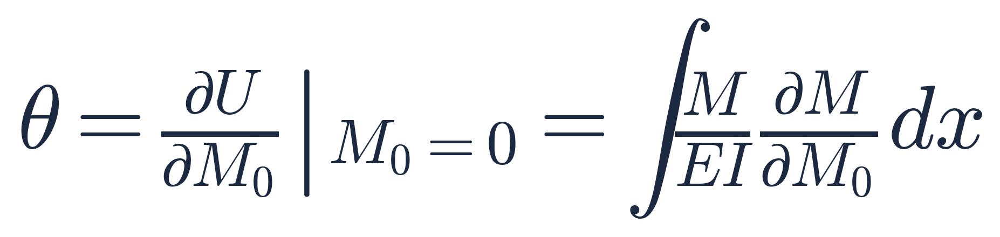 θ = ∂U/∂M₀ | M₀ = 0 = ∫ M/EI ∂M/∂M₀ dx